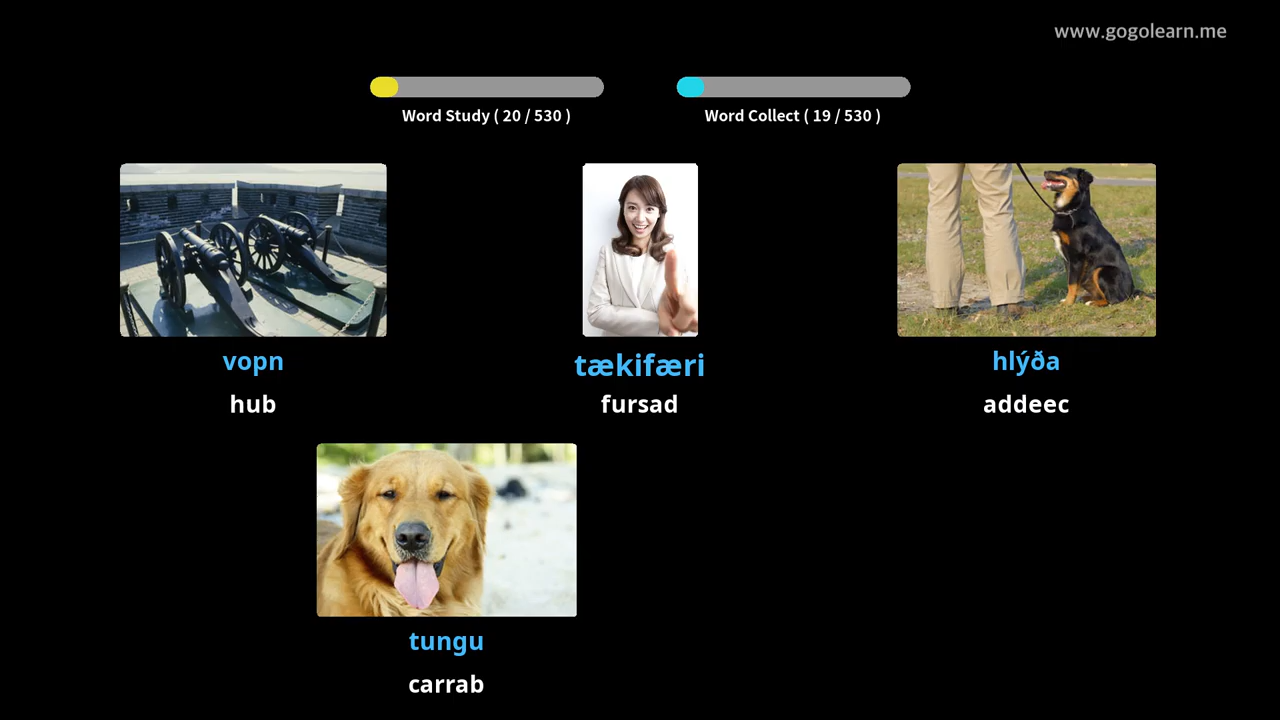 www.gogolearn.me
Word Study ( 20 / 530 )
Word Collect ( 19 / 530 )
vopn
hub
tækifæri
fursad
hlýða
addeec
tungu
carrab